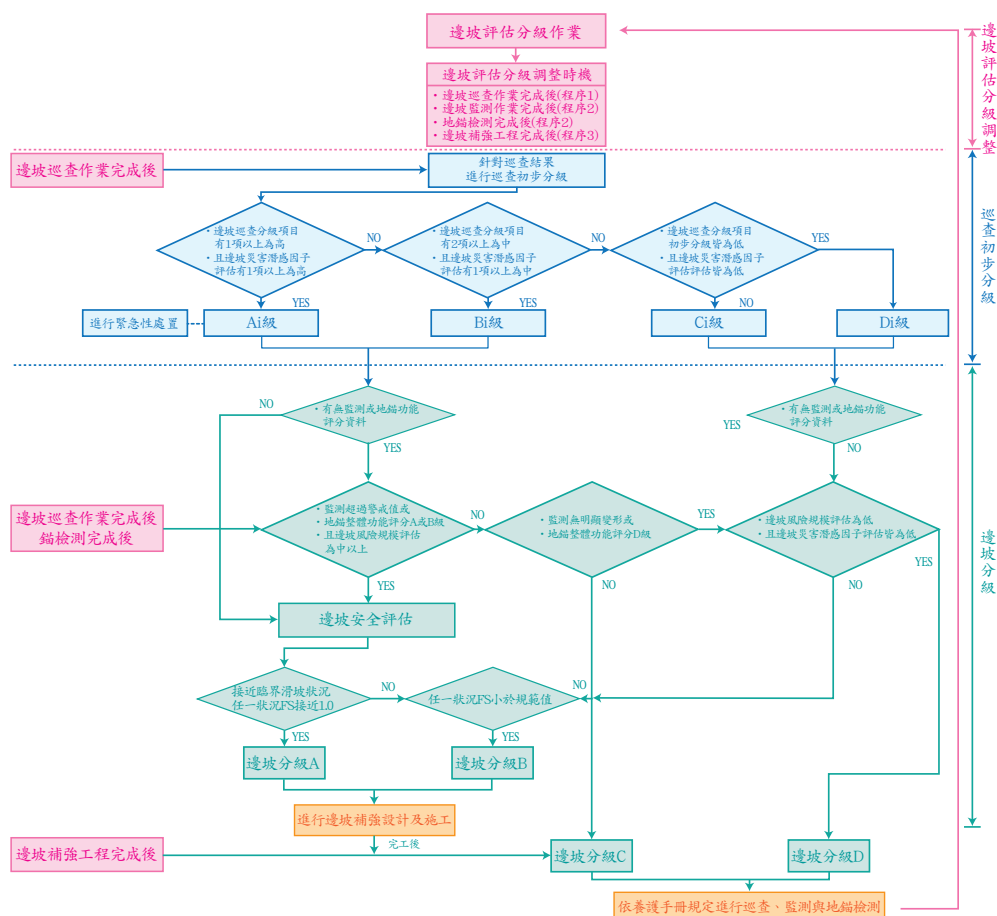 邊坡評估分級作業
邊坡評估分級調整時機
・邊坡巡查作業完成後(程序1)
・邊坡監測作業完成後(程序2)
・地錨檢測完成後(程序2)
・邊坡補強工程完成後(程序3)
邊坡評估分級調整
邊坡巡查作業完成後
針對巡查結果
進行巡查初步分級
巡查初步分級
・邊坡巡查分級項目
有1項以上為高
・且邊坡災害潛感因子
評估有1項以上為高
NO
・邊坡巡查分級項目
有2項以上為中
・且邊坡災害潛感因子
評估有1項以上為中
NO
・邊坡巡查分級項目
初步分級皆為低
・且邊坡災害潛感因子
評估評估皆為低
YES
YES
YES
NO
進行緊急性處置
Ai級
Bi級
Ci級
Di級
NO
・有無監測或地錨功能
評分資料
YES
・有無監測或地錨功能
評分資料
YES
NO
邊坡巡查作業完成後
錨檢測完成後
・監測超過警戒值或
・地錨整體功能評分A或B級
・且邊坡風險規模評估
為中以上
NO
・監測無明顯變形或
・地錨整體功能評分D級
YES
・邊坡風險規模評估為低
・且邊坡災害潛感因子評估皆為低
YES
邊坡分級
YES
NO
NO
邊坡安全評估
接近臨界滑坡狀況
任一狀況FS接近1.0
NO
任一狀況FS小於規範值
NO
YES
YES
邊坡分級A
邊坡分級B
進行邊坡補強設計及施工
完工後
邊坡補強工程完成後
邊坡分級C
邊坡分級D
依養護手冊規定進行巡查、監測與地錨檢測